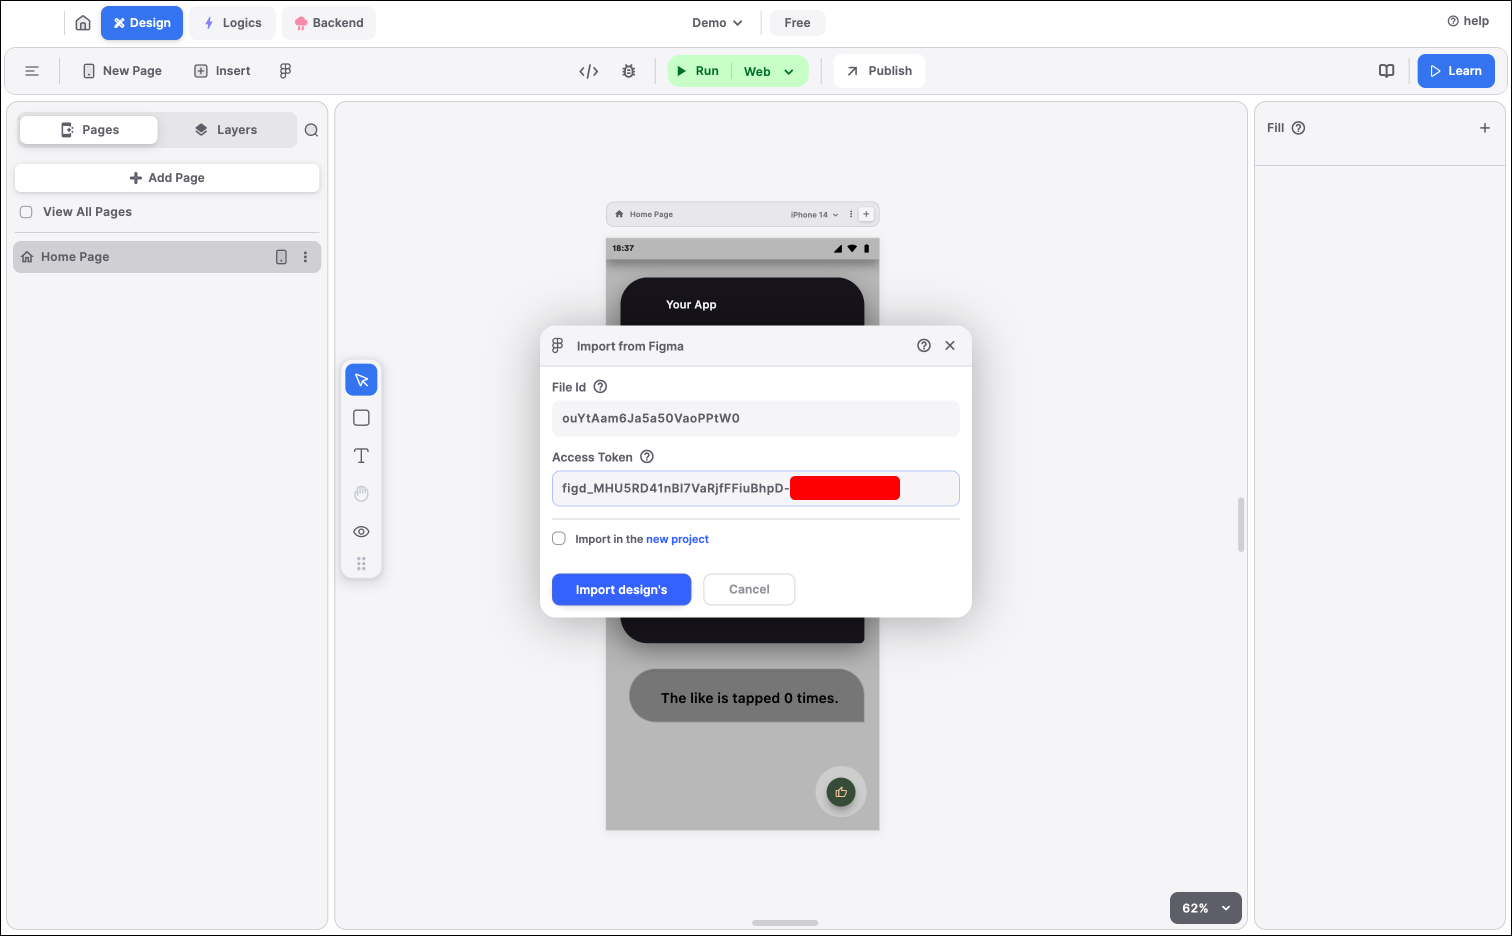 Design
Logics
Backend
Demo
Free
help
New Page
Insert
Run
Web
Publish
Learn
Pages
Layers
Add Page
View All Pages
Home Page
Fill
Home Page
iPhone 14
18:37
Your App
Import from Figma
File Id
ouYtAam6Ja5a50VaoPPtW0
Access Token
figd_MHU5RD41nBI7VaRjfFFiuBhpD-
Import in the new project
Import design's
Cancel
The like is tapped 0 times.
62%